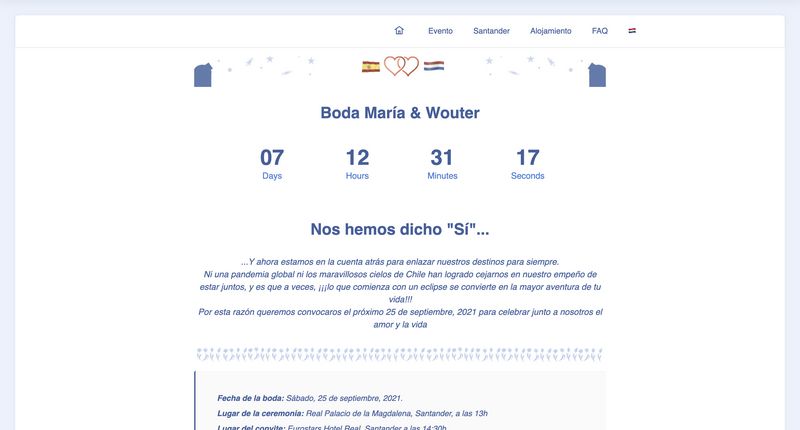 Evento Santander Alojamiento FAQ
Boda María & Wouter
07 12 31 17
Days Hours Minutes Seconds
Nos hemos dicho "Sí"...
...Y ahora estamos en la cuenta atrás para enlazar nuestros destinos para siempre.
Ni una pandemia global ni los maravillosos cielos de Chile han logrado cejarnos en nuestro empeño de
estar juntos, y es que a veces, ¡¡¡lo que comienza con un eclipse se convierte en la mayor aventura de tu
vida!!!
Por esta razón queremos convocaros el próximo 25 de septiembre, 2021 para celebrar junto a nosotros el
amor y la vida
Fecha de la boda: Sábado, 25 de septiembre, 2021.
Lugar de la ceremonia: Real Palacio de la Magdalena, Santander, a las 13h
Lugar del convite: Eurostars Hotel Real, Santander a las 14:30h